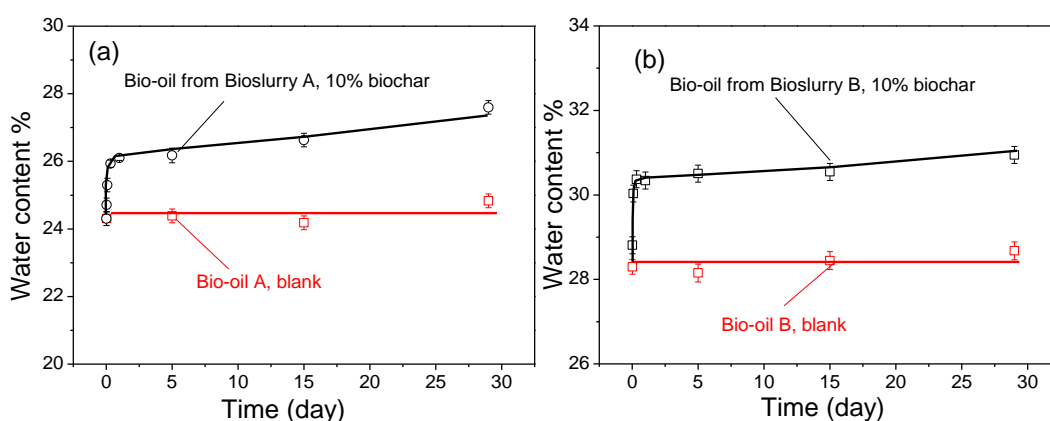 (a)
Bio-oil from Bioslurry A, 10% biochar
Bio-oil A, blank
Water content %
30
28
26
24
22
20
0
5
10
15
20
25
30
Time (day)
(b)
Bio-oil from Bioslurry B, 10% biochar
Bio-oil B, blank
Water content %
34
32
30
28
26
0
5
10
15
20
25
30
Time (day)